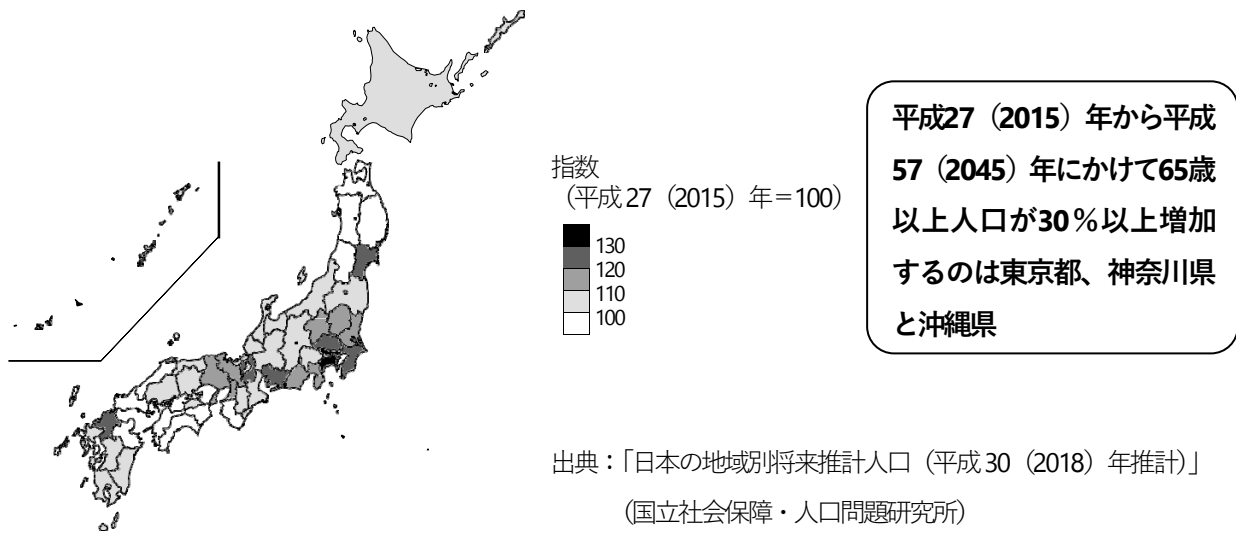 指数
（平成27（2015）年＝100）
130
120
110
100
平成27（2015）年から平成
57（2045）年にかけて65歳
以上人口が30％以上増加
するのは東京都、神奈川県
と沖縄県
出典：「日本の地域別将来推計人口（平成30（2018）年推計）」
（国立社会保障・人口問題研究所）